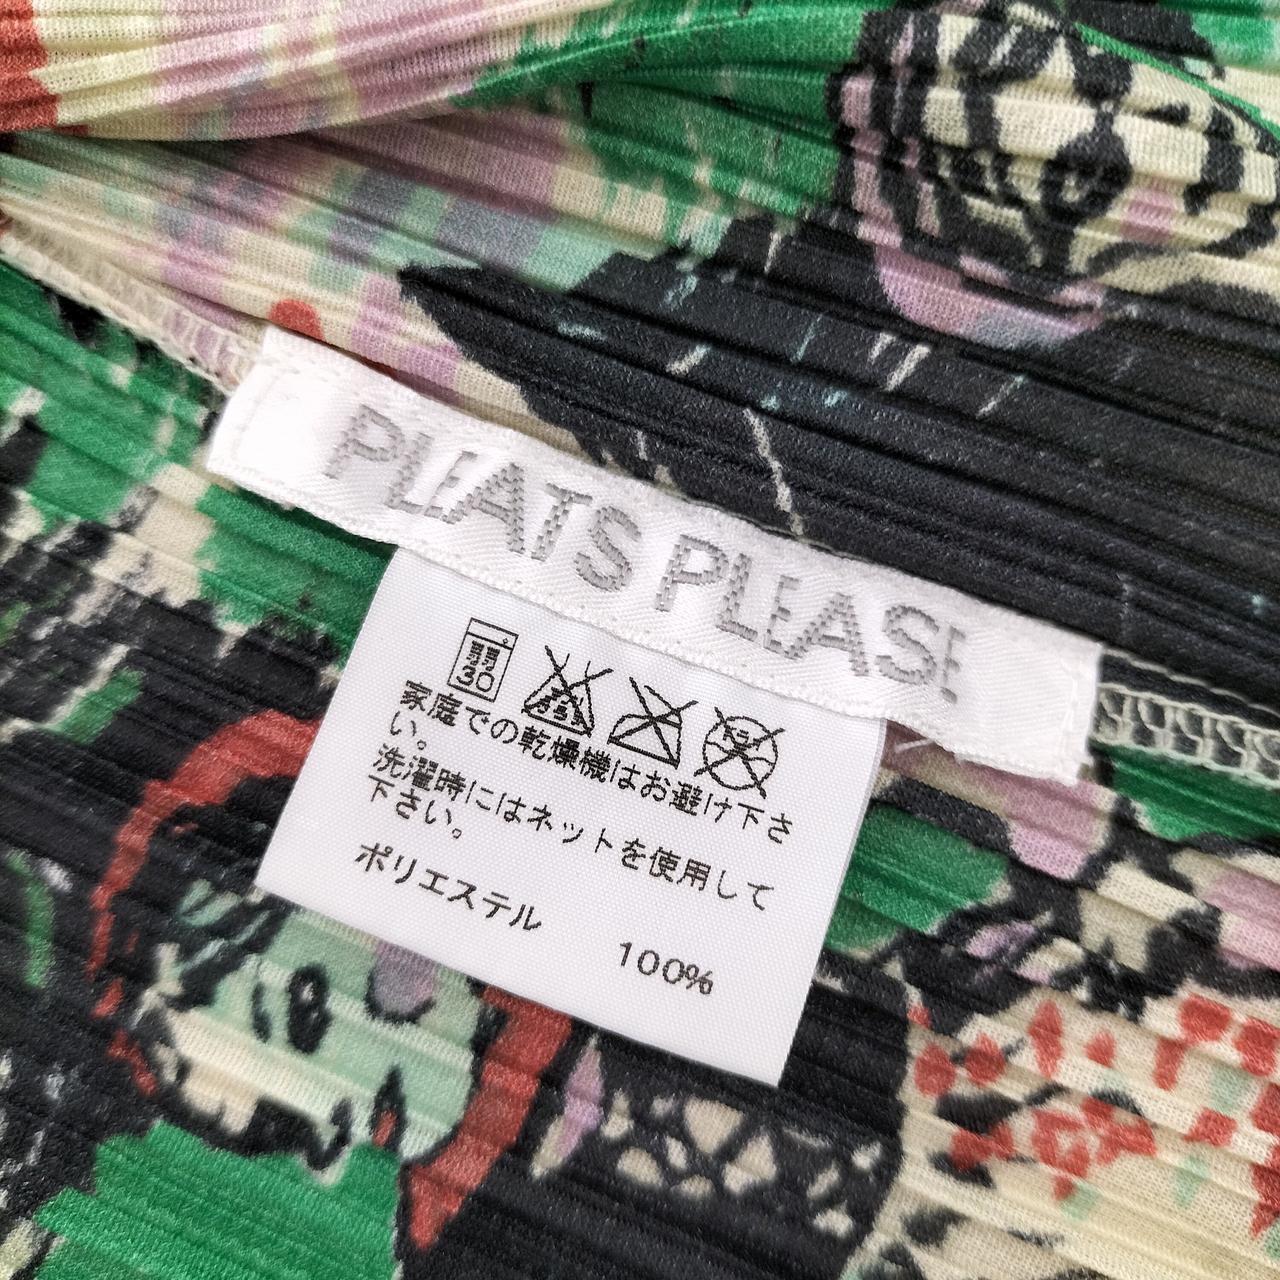 PLEATS PLEASE
30
家庭での乾燥機はお避け下さ
い。
洗濯時にはネットを使用して
下さい。
ポリエステル 100%